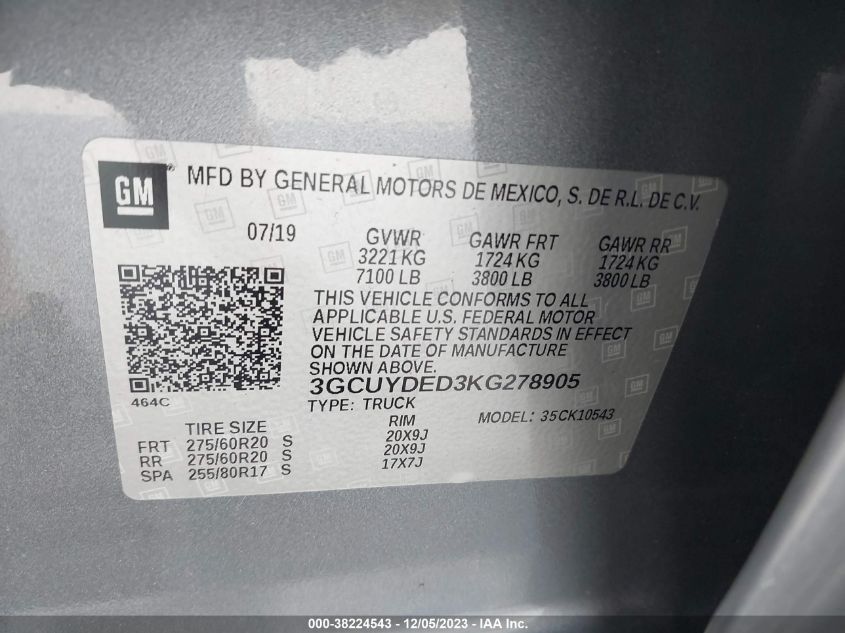 GM
MFD BY GENERAL MOTORS DE MEXICO, S. DE R.L. DE C.V.
07/19 GVWR GAWR FRT GAWR RR
3221 KG 1724 KG 1724 KG
7100 LB 3800 LB 3800 LB
THIS VEHICLE CONFORMS TO ALL
APPLICABLE U.S. FEDERAL MOTOR
VEHICLE SAFETY STANDARDS IN EFFECT
ON THE DATE OF MANUFACTURE
SHOWN ABOVE.
3GCUYDED3KG278905
464C
TYPE: TRUCK MODEL: 35CK10543
TIRE SIZE RIM
FRT 275/60R20 S 20X9J
RR 275/60R20 S 20X9J
SPA 255/80R17 S 17X7J
000-38224543 - 12/05/2023 - IAA Inc.